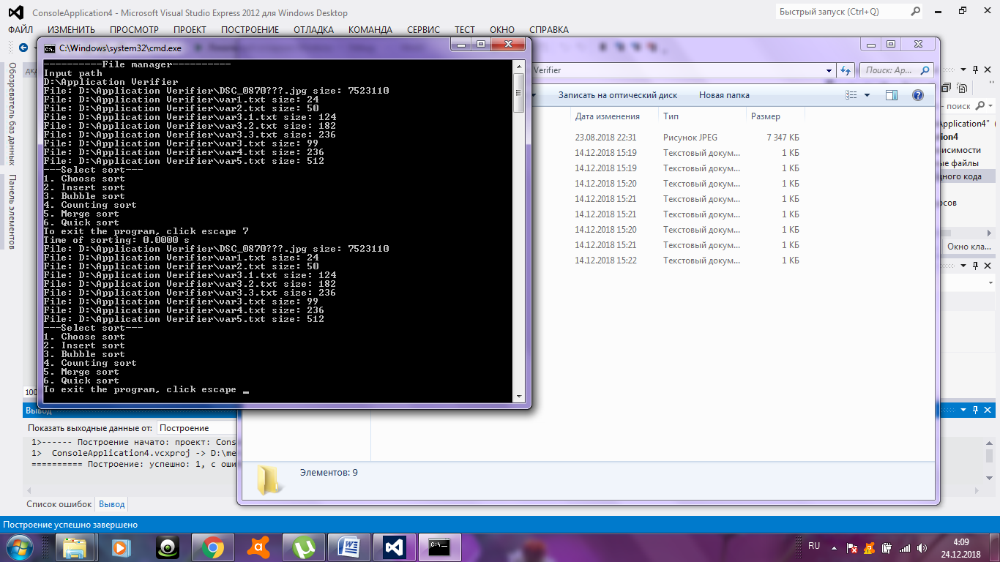 ConsoleApplication4 - Microsoft Visual Studio Express 2012 для Windows Desktop
Быстрый запуск (Ctrl+Q)
ФАЙЛ ИЗМЕНИТЬ ПРОСМОТР ПРОЕКТ ПОСТРОЕНИЕ ОТЛАДКА КОМАНДА СЕРВИС ТЕСТ ОКНО СПРАВКА
Обозреватель баз данных
Панель элементов
C:\Windows\system32\cmd.exe
----------File manager----------
Input path
D:\Application Verifier
File: D:\Application Verifier\DSC_0870???.jpg size: 7523110
File: D:\Application Verifier\var1.txt size: 24
File: D:\Application Verifier\var2.txt size: 50
File: D:\Application Verifier\var3.1.txt size: 124
File: D:\Application Verifier\var3.2.txt size: 182
File: D:\Application Verifier\var3.3.txt size: 236
File: D:\Application Verifier\var3.txt size: 99
File: D:\Application Verifier\var4.txt size: 236
File: D:\Application Verifier\var5.txt size: 512
---Select sort---
1. Choose sort
2. Insert sort
3. Bubble sort
4. Counting sort
5. Merge sort
6. Quick sort
To exit the program, click escape 7
Time of sorting: 0.0000 s
File: D:\Application Verifier\DSC_0870???.jpg size: 7523110
File: D:\Application Verifier\var1.txt size: 24
File: D:\Application Verifier\var2.txt size: 50
File: D:\Application Verifier\var3.1.txt size: 124
File: D:\Application Verifier\var3.2.txt size: 182
File: D:\Application Verifier\var3.3.txt size: 236
File: D:\Application Verifier\var3.txt size: 99
File: D:\Application Verifier\var4.txt size: 236
File: D:\Application Verifier\var5.txt size: 512
---Select sort---
1. Choose sort
2. Insert sort
3. Bubble sort
4. Counting sort
5. Merge sort
6. Quick sort
To exit the program, click escape _
Verifier
Поиск: Ap...
Записать на оптический диск Новая папка
Дата изменения Тип Размер
23.08.2018 22:31 Рисунок JPEG 7 347 КБ
14.12.2018 15:19 Текстовый докум... 1 КБ
14.12.2018 15:19 Текстовый докум... 1 КБ
14.12.2018 15:20 Текстовый докум... 1 КБ
14.12.2018 15:21 Текстовый докум... 1 КБ
14.12.2018 15:21 Текстовый докум... 1 КБ
14.12.2018 15:20 Текстовый докум... 1 КБ
14.12.2018 15:21 Текстовый докум... 1 КБ
14.12.2018 15:22 Текстовый докум... 1 КБ
Элементов: 9
- поиск
Application4"
ion4
исимости
ые файлы
ного кода
рсов
Окно кла...
100
Вывод
Показать выходные данные от: Построение
1>------ Построение начато: проект: Cons
1> ConsoleApplication4.vcxproj -> D:\me
========== Построение: успешно: 1, с оши
Список ошибок Вывод
Построение успешно завершено
RU
4:09
24.12.2018